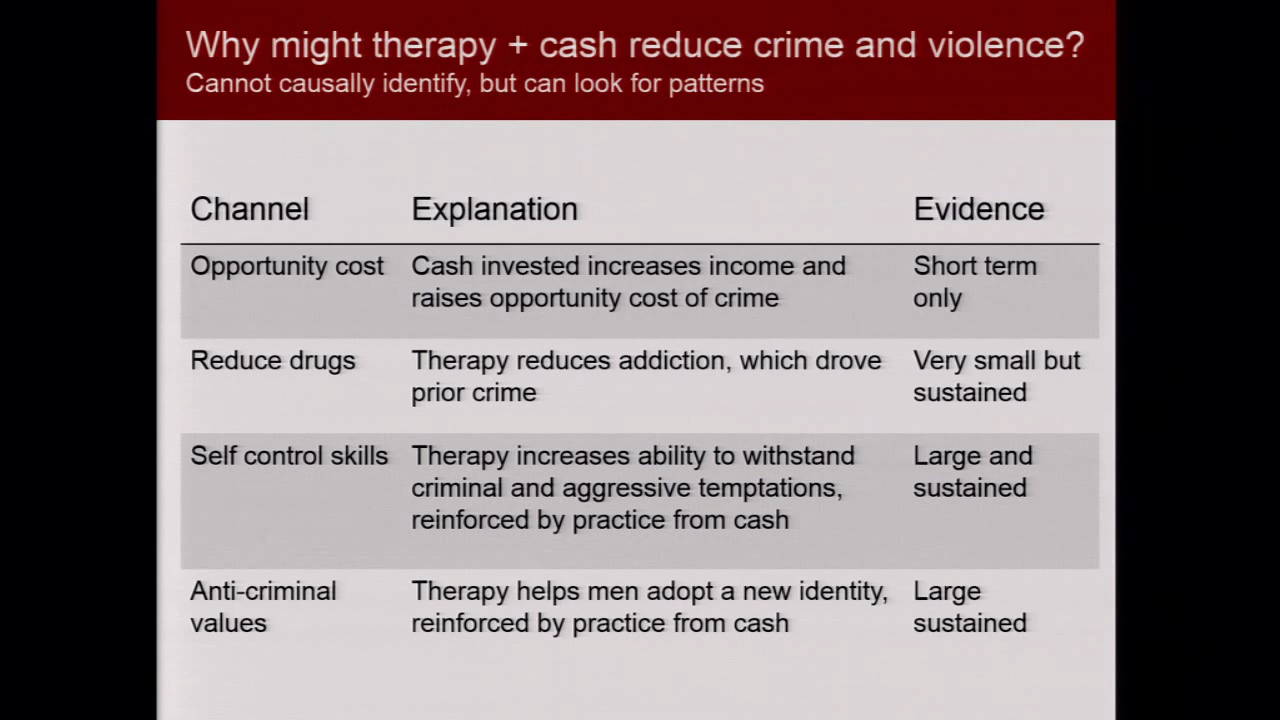 Why might therapy + cash reduce crime and violence?
Cannot causally identify, but can look for patterns
Channel Explanation Evidence
Opportunity cost Cash invested increases income and Short term
raises opportunity cost of crime only
Reduce drugs Therapy reduces addiction, which drove Very small but
prior crime sustained
Self control skills Therapy increases ability to withstand Large and
criminal and aggressive temptations, sustained
reinforced by practice from cash
Anti-criminal Therapy helps men adopt a new identity, Large
values reinforced by practice from cash sustained